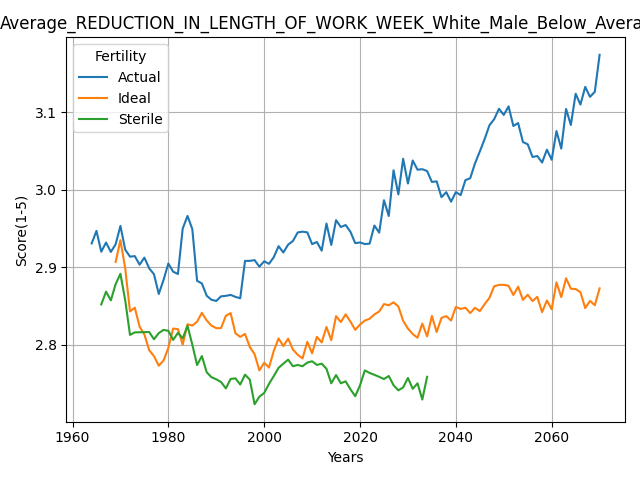 Average_REDUCTION_IN_LENGTH_OF_WORK_WEEK_White_Male_Below_Avera
Fertility
Actual
Ideal
Sterile
3.1
3.0
2.9
2.8
Score(1-5)
1960 1980 2000 2020 2040 2060
Years